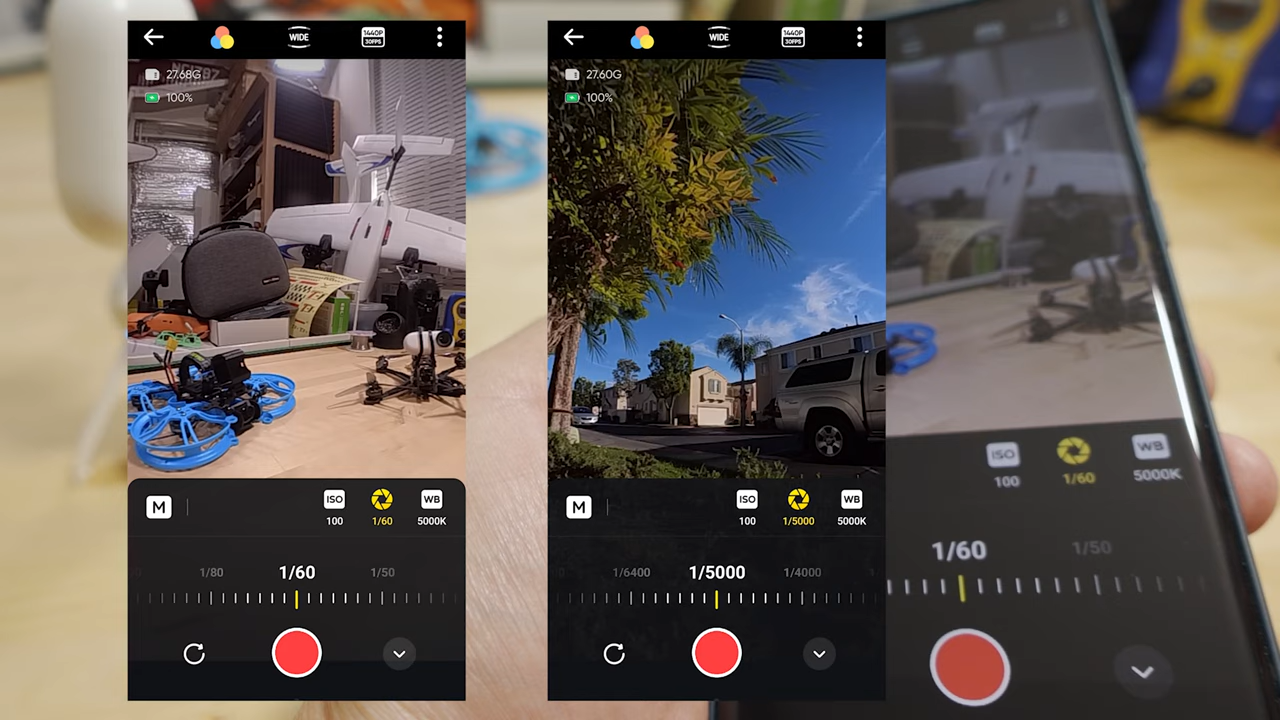 WIDE
1440P
30FPS
27.68G
100%
M
ISO
100
1/60
WB
5000K
1/80
1/60
1/50
WIDE
1440P
30FPS
27.60G
100%
M
ISO
100
1/5000
WB
5000K
1/6400
1/5000
1/4000
ISO
100
1/60
WB
5000K
1/60
1/50